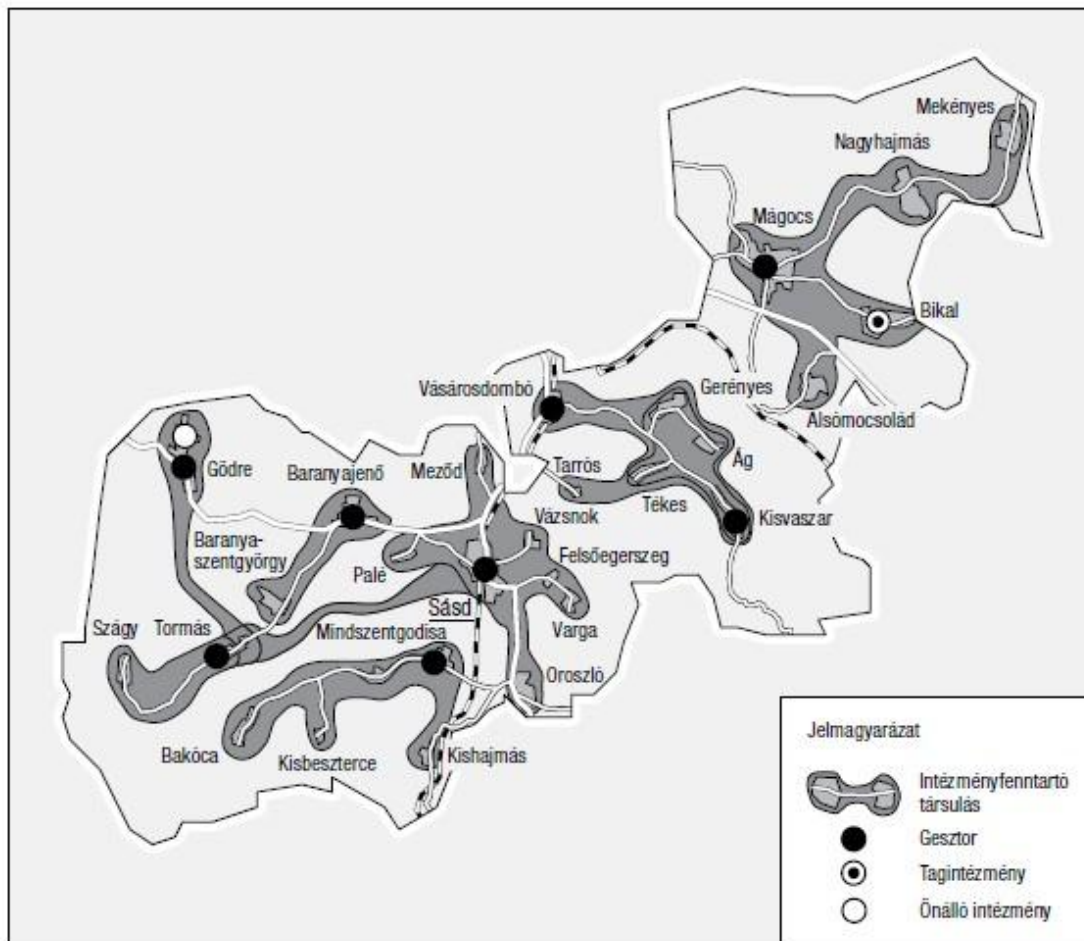 Mekényes
Nagyhajmás
Mágocs
Bikal
Vásárosdombó
Gerényes
Alsómocsolád
Gödre
Baranyajenő
Meződ
Tarrós
Ág
Vázsnok
Tékes
Kisvaszar
Baranya-
szentgyörgy
Palé
Felsőegerszeg
Sásd
Varga
Szágy
Tormás
Mindszentgodisa
Oroszló
Bakóca
Kisbeszterce
Kishajmás
Jelmagyarázat
Intézményfenntartó
társulás
Gesztor
Tagintézmény
Önálló intézmény